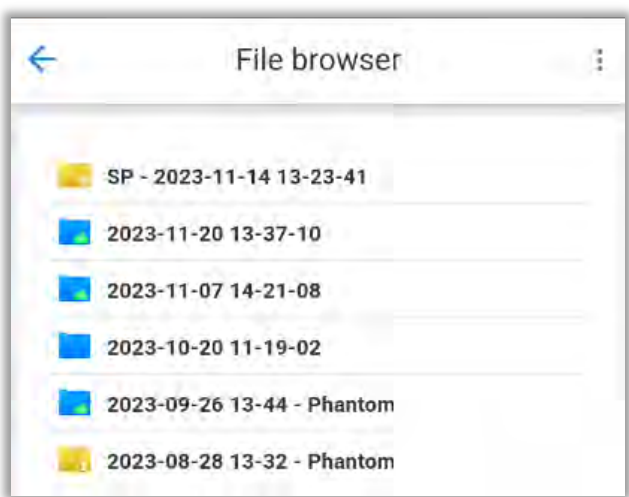 File browser
SP - 2023-11-14 13-23-41
2023-11-20 13-37-10
2023-11-07 14-21-08
2023-10-20 11-19-02
2023-09-26 13-44 - Phantom
2023-08-28 13-32 - Phantom